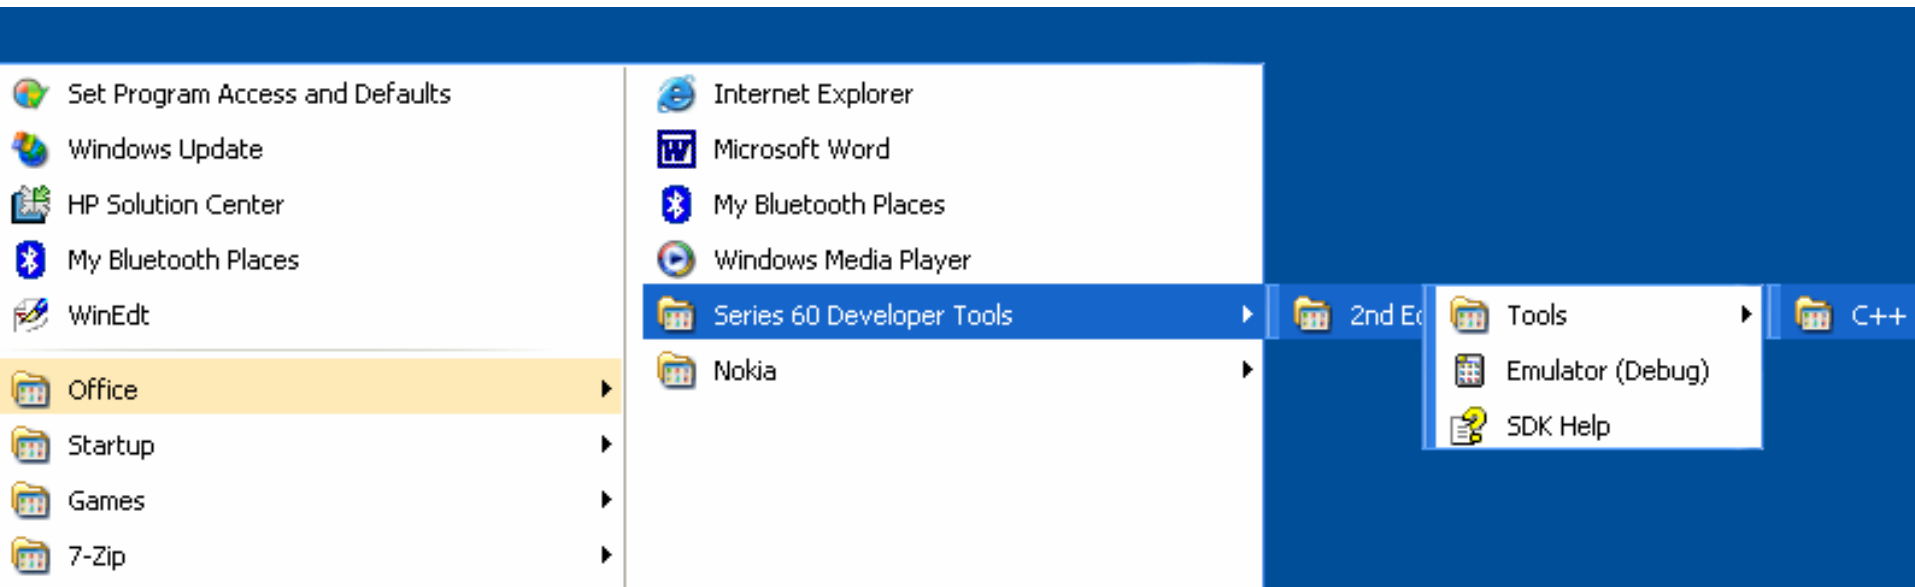 Set Program Access and Defaults
Windows Update
HP Solution Center
My Bluetooth Places
WinEdt
Office
Startup
Games
7-Zip
Internet Explorer
Microsoft Word
My Bluetooth Places
Windows Media Player
Series 60 Developer Tools
Nokia
2nd
Tools
Emulator (Debug)
SDK Help
C++